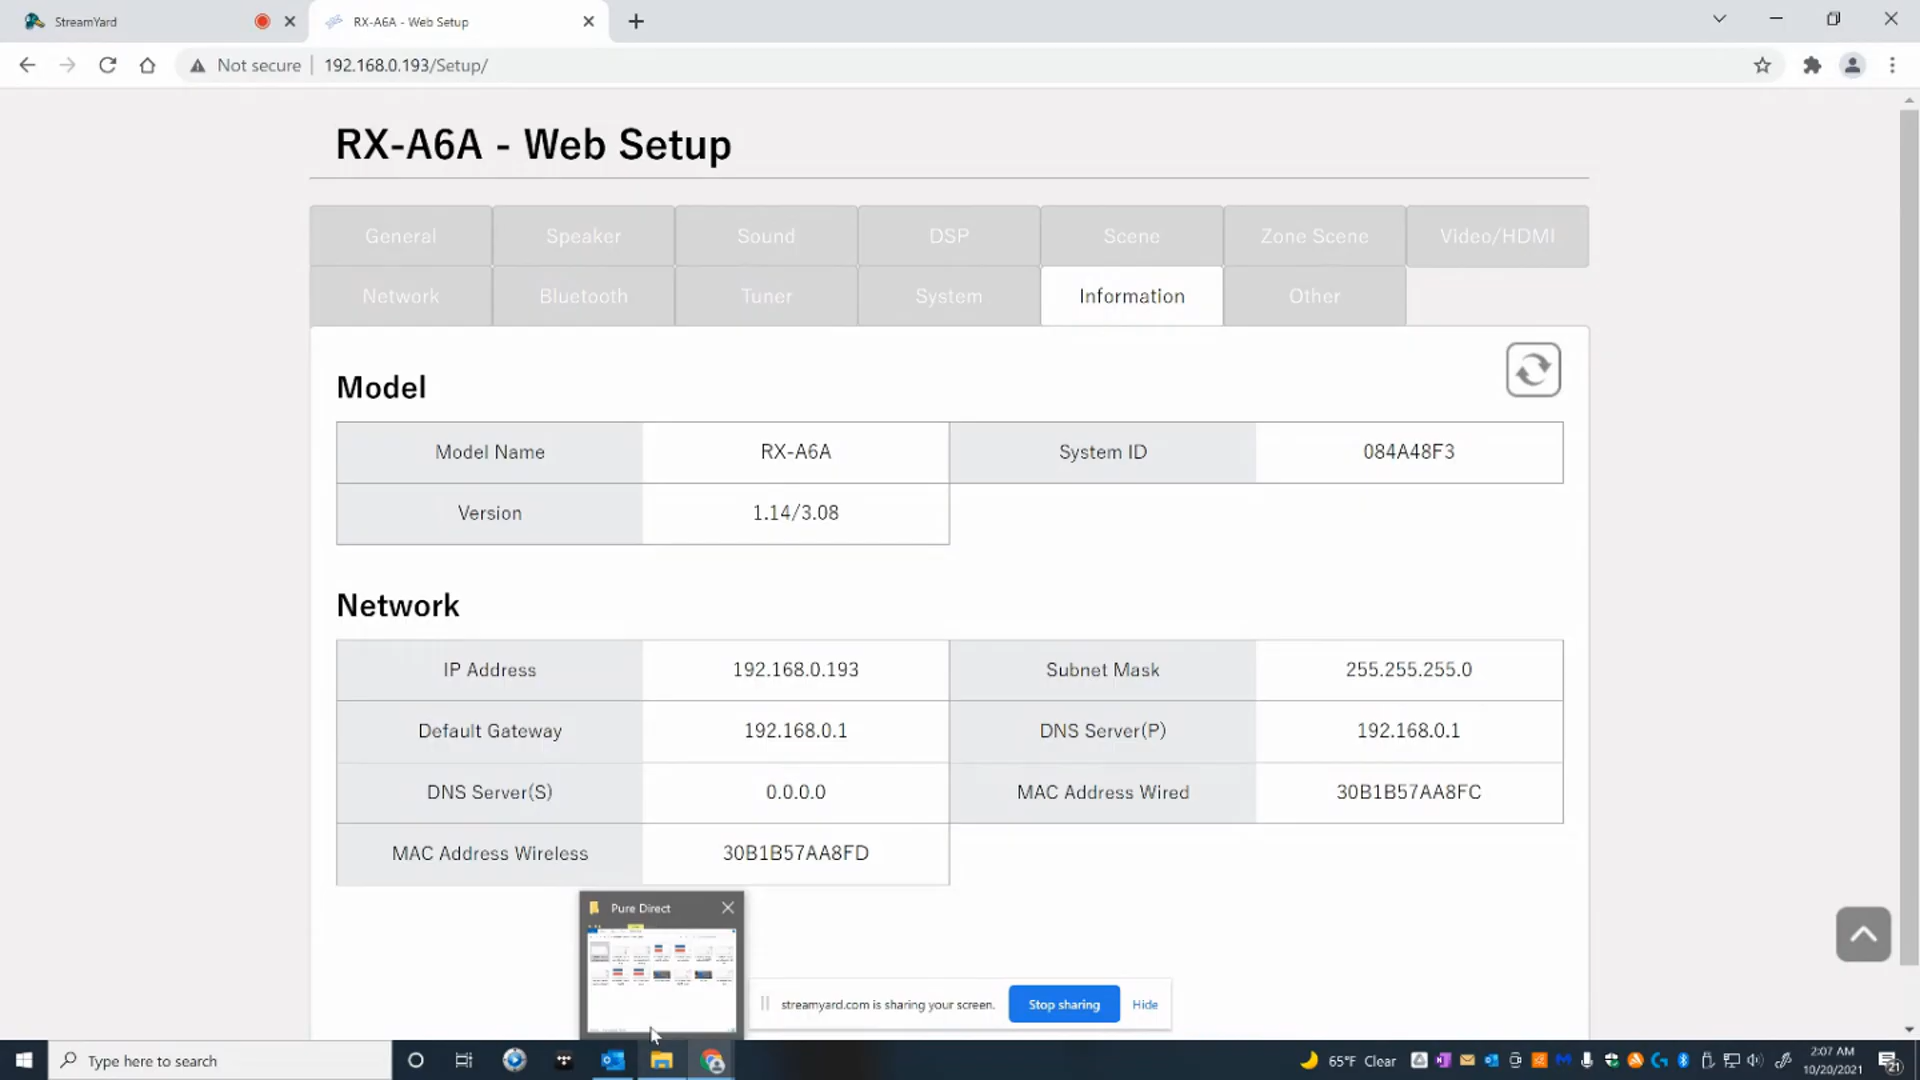 StreamYard
RX-A6A - Web Setup
Not secure
192.168.0.193/Setup/
RX-A6A - Web Setup
General
Speaker
Sound
DSP
Scene
Zone Scene
Video/HDMI
Network
Bluetooth
Tuner
System
Information
Other
Model
Model Name
RX-A6A
System ID
084A48F3
Version
1.14/3.08
Network
IP Address
192.168.0.193
Subnet Mask
255.255.255.0
Default Gateway
192.168.0.1
DNS Server(P)
192.168.0.1
DNS Server(S)
0.0.0.0
MAC Address Wired
30B1B57AA8FC
MAC Address Wireless
30B1B57AA8FD
Pure Direct
streamyard.com is sharing your screen.
Stop sharing
Hide
Type here to search
65°F Clear
2:07 AM
10/20/2021
21